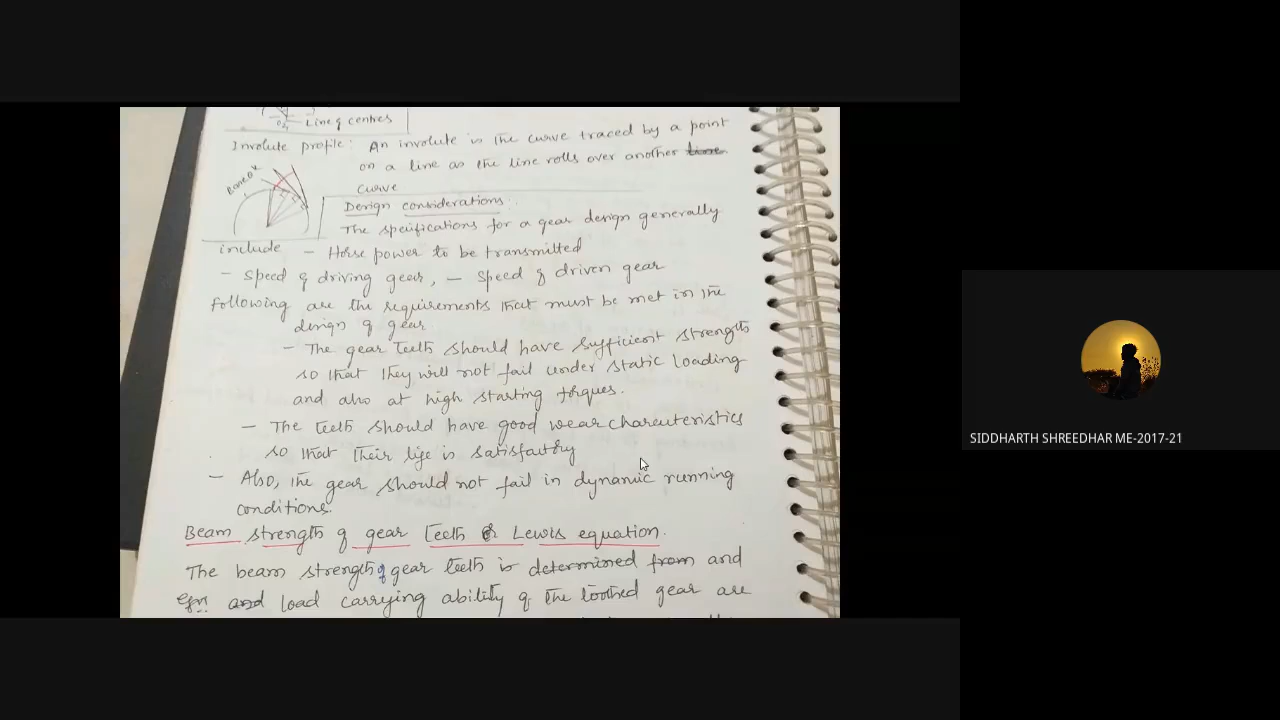 Line of centres
Involute profile: An involute is the curve traced by a point
on a line as the line rolls over another line
curve
Base
Design considerations:
The specifications for a gear design generally
include - Horse power to be transmitted
- Speed of driving gear, - Speed of driven gear
Following are the requirements that must be met in the
design of gear
- The gear teeth should have sufficient strength
so that they will not fail under static loading
and also at high starting torques.
- The teeth should have good wear characteristics
so that their life is satisfactory
- Also, the gear should not fail in dynamic running
conditions.
Beam strength of gear teeth or Lewis equation.
The beam strength of gear teeth is determined from and
eqn and load carrying ability of the toothed gear are
SIDDHARTH SHREEDHAR ME-2017-21